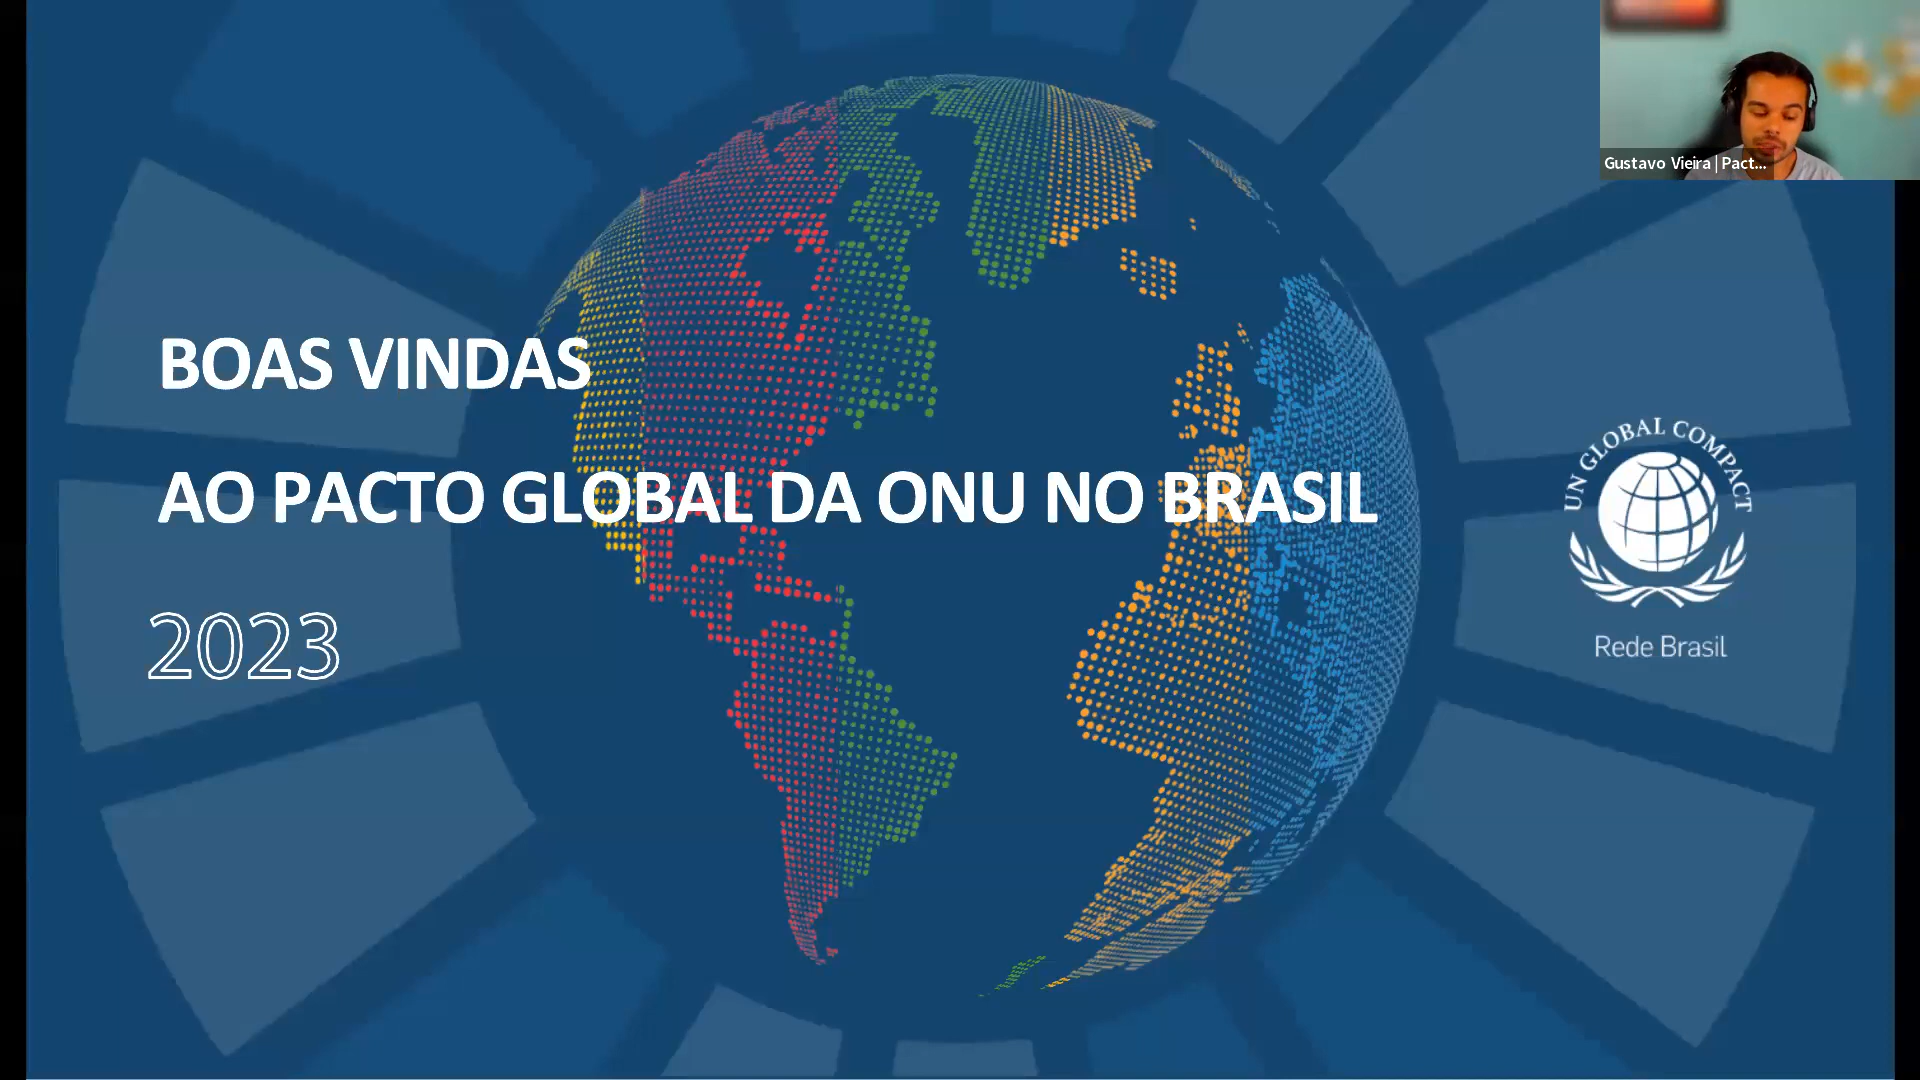 Gustavo Vieira | Pact...
BOAS VINDAS
AO PACTO GLOBAL DA ONU NO BRASIL
2023
UN GLOBAL COMPACT
Rede Brasil